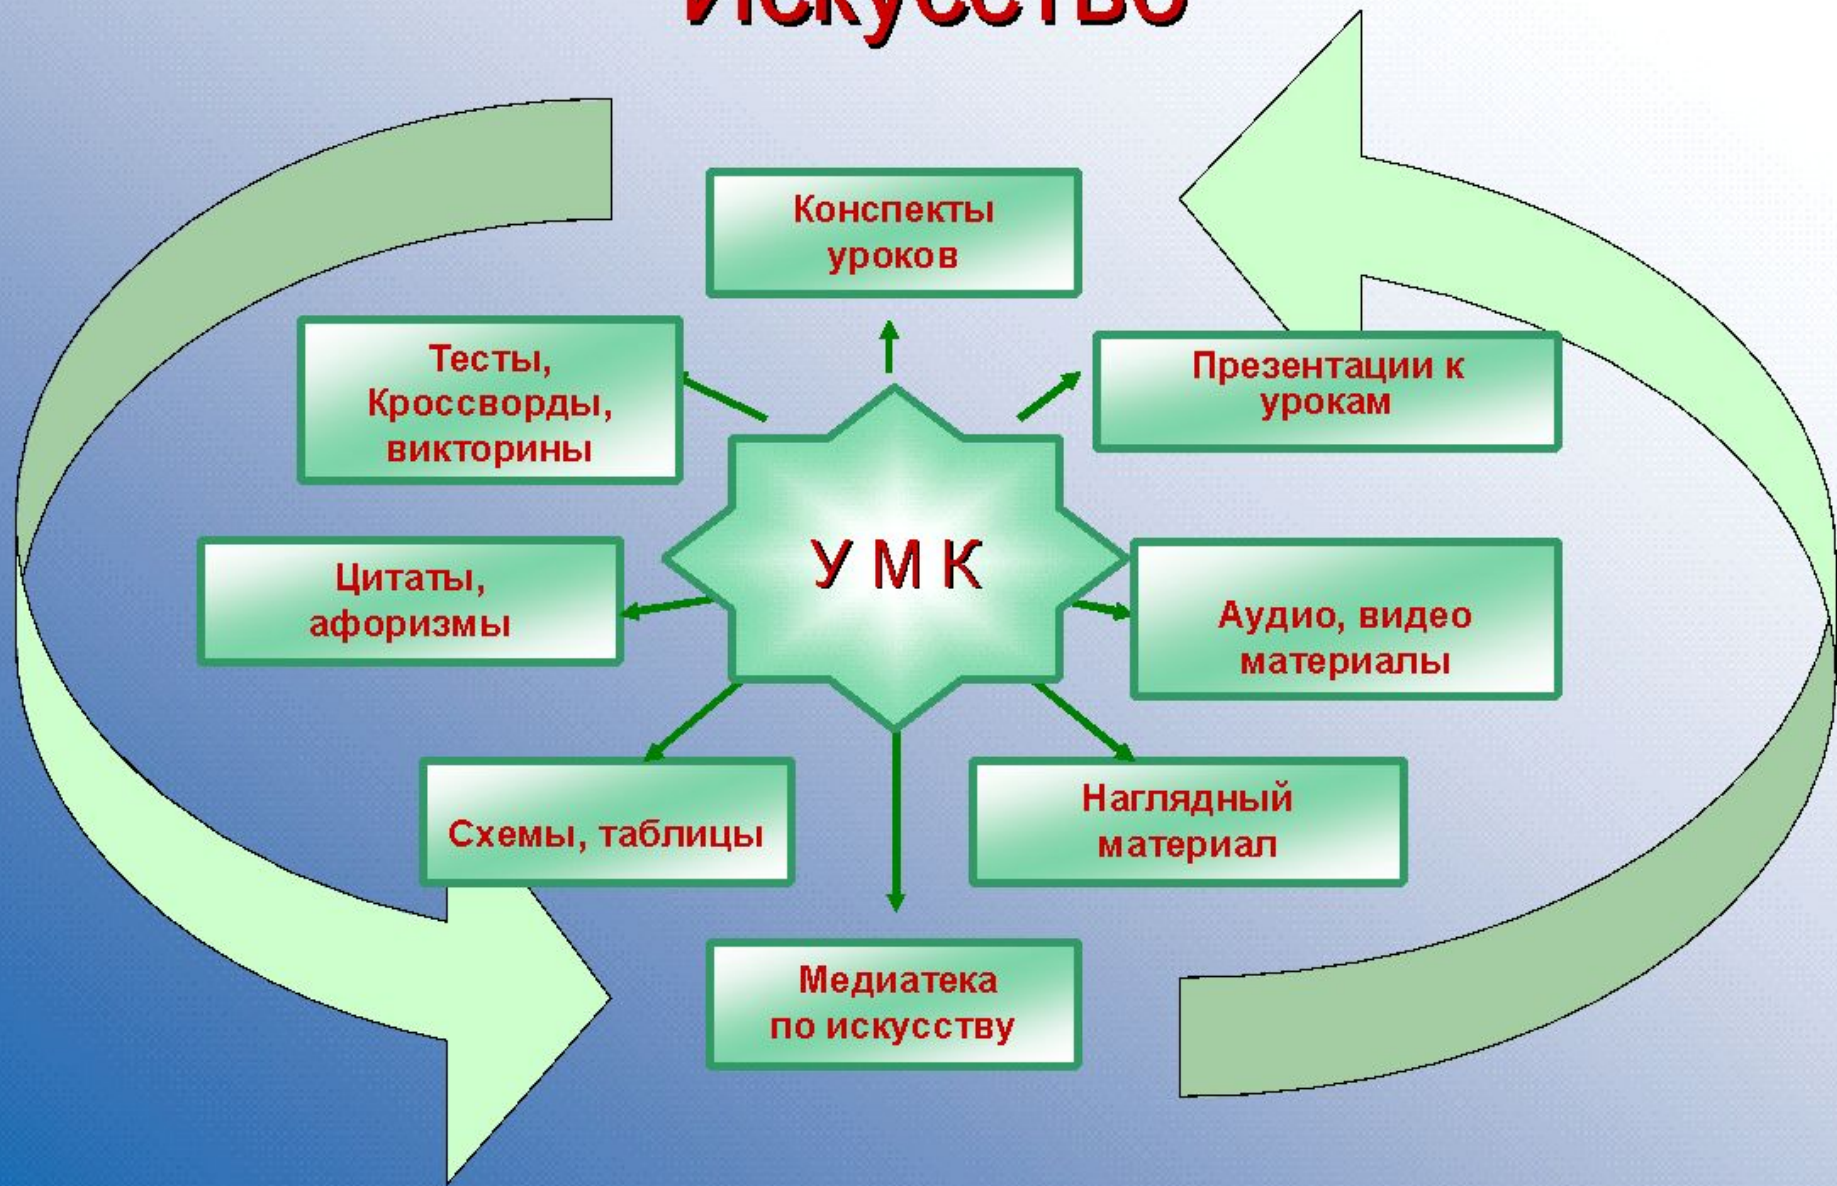 Искусство
Конспекты
уроков
Тесты,
Кроссворды,
викторины
Презентации к
урокам
У М К
Цитаты,
афоризмы
Аудио, видео
материалы
Схемы, таблицы
Наглядный
материал
Медиатека
по искусству